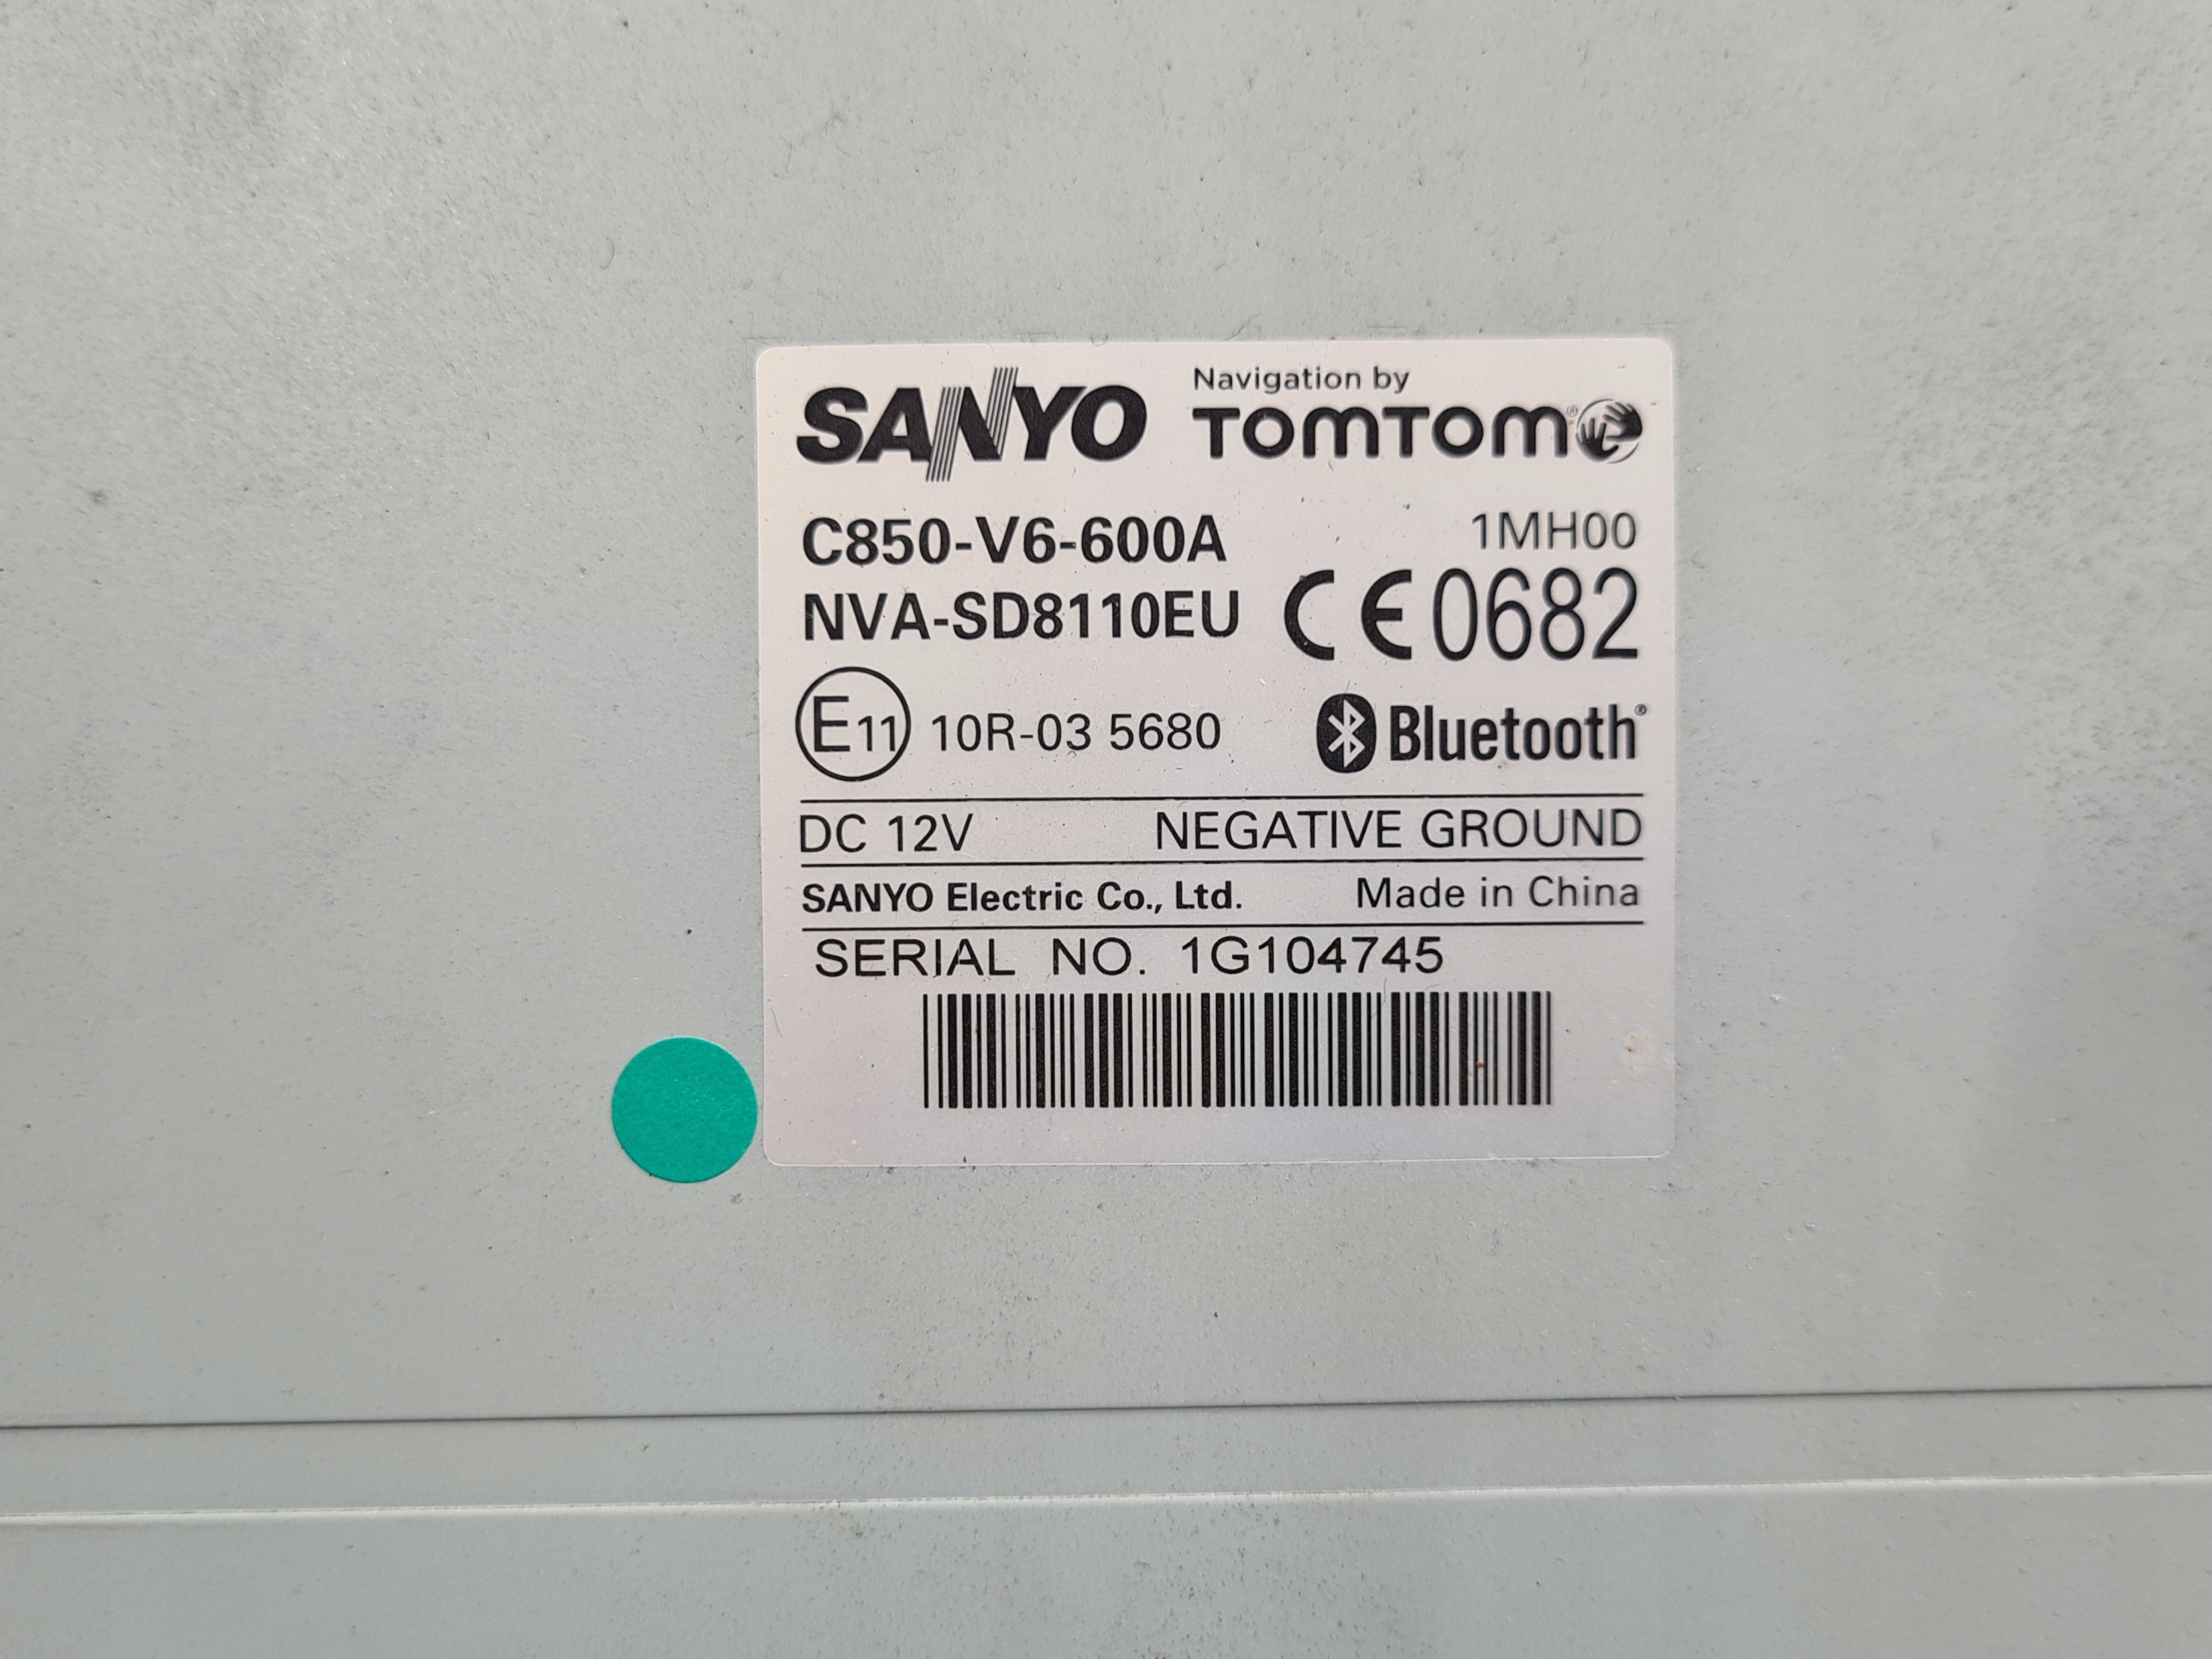 SANYO Navigation by TOMTOM®
C850-V6-600A 1MH00
NVA-SD8110EU CE0682
E11 10R-03 5680 Bluetooth®
DC 12V NEGATIVE GROUND
SANYO Electric Co., Ltd. Made in China
SERIAL NO. 1G104745